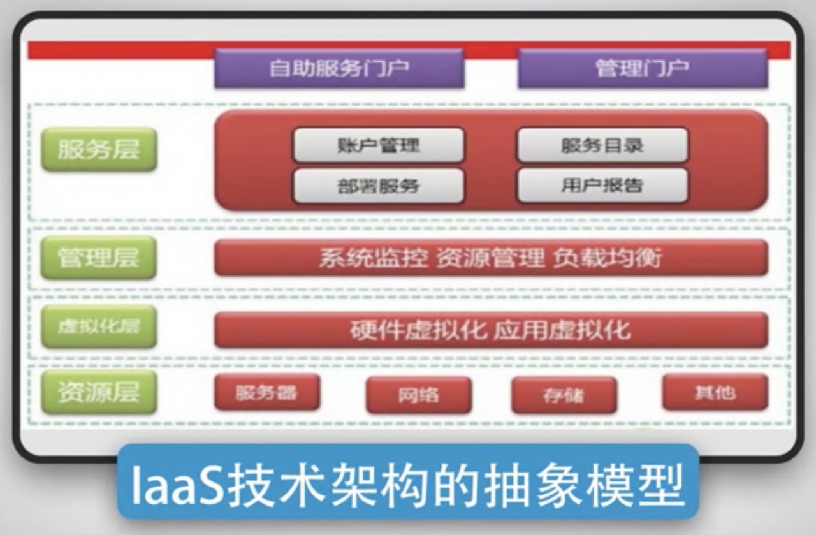 自助服务门户 管理门户
服务层
账户管理 服务目录
部署服务 用户报告
管理层 系统监控 资源管理 负载均衡
虚拟化层 硬件虚拟化 应用虚拟化
资源层 服务器 网络 存储 其他
IaaS技术架构的抽象模型